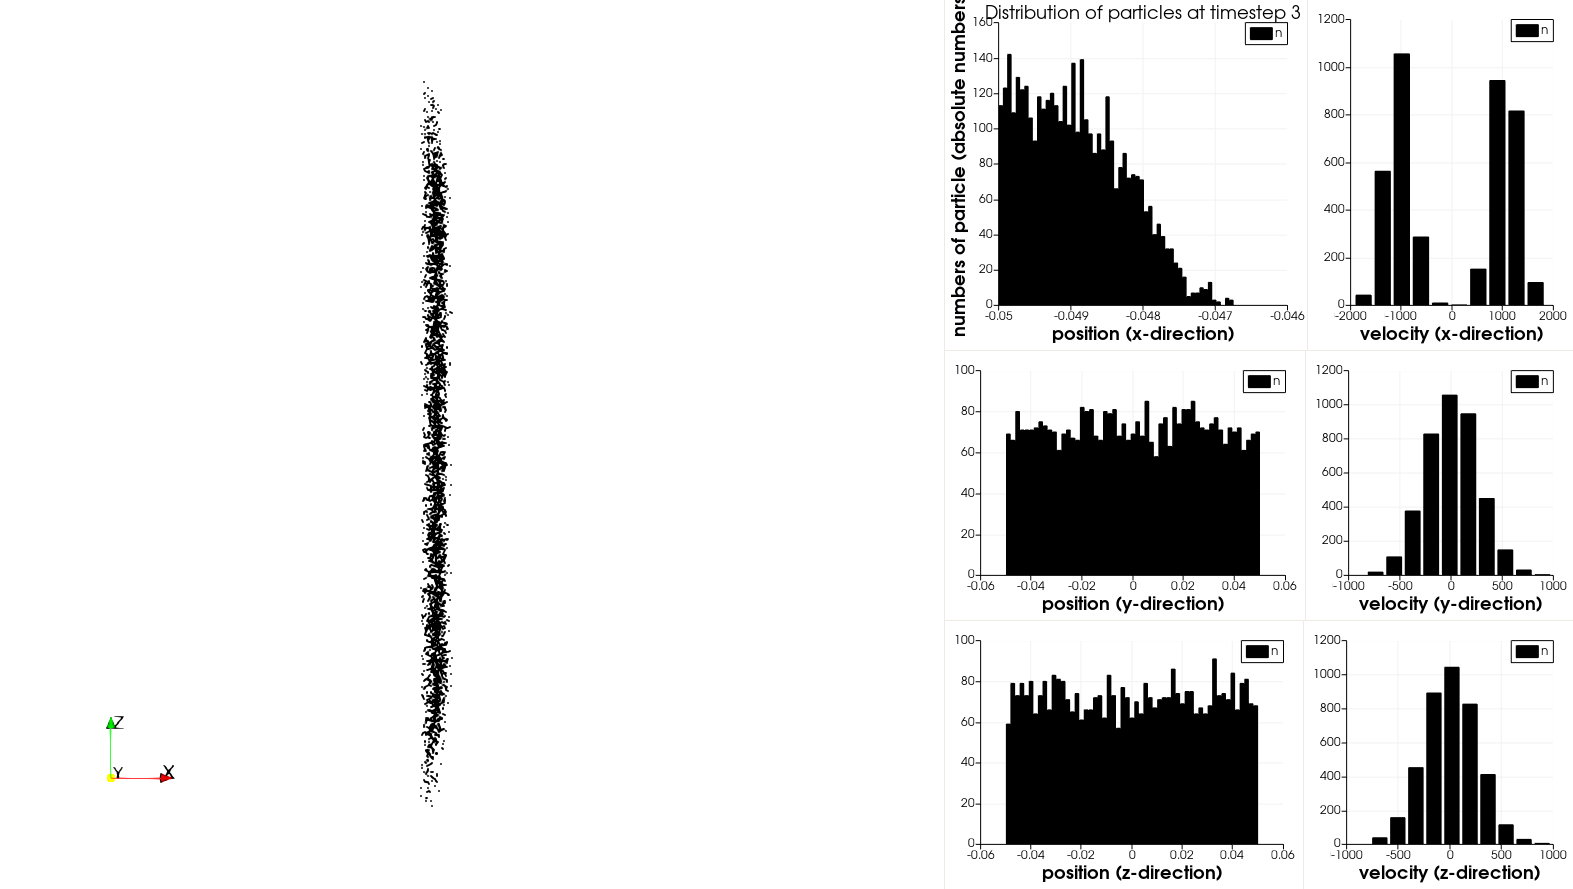 Distribution of particles at timestep 3
numbers of particle (absolute numbers
160
140
120
100
80
60
40
20
0
-0.05 -0.049 -0.048 -0.047 -0.046
position (x-direction)
n
1200
1000
800
600
400
200
0
-2000 -1000 0 1000 2000
velocity (x-direction)
n
100
80
60
40
20
0
-0.06 -0.04 -0.02 0 0.02 0.04 0.06
position (y-direction)
n
1200
1000
800
600
400
200
0
-1000 -500 0 500 1000
velocity (y-direction)
n
100
80
60
40
20
0
-0.06 -0.04 -0.02 0 0.02 0.04 0.06
position (z-direction)
n
1200
1000
800
600
400
200
0
-1000 -500 0 500 1000
velocity (z-direction)
n
Z
Y X